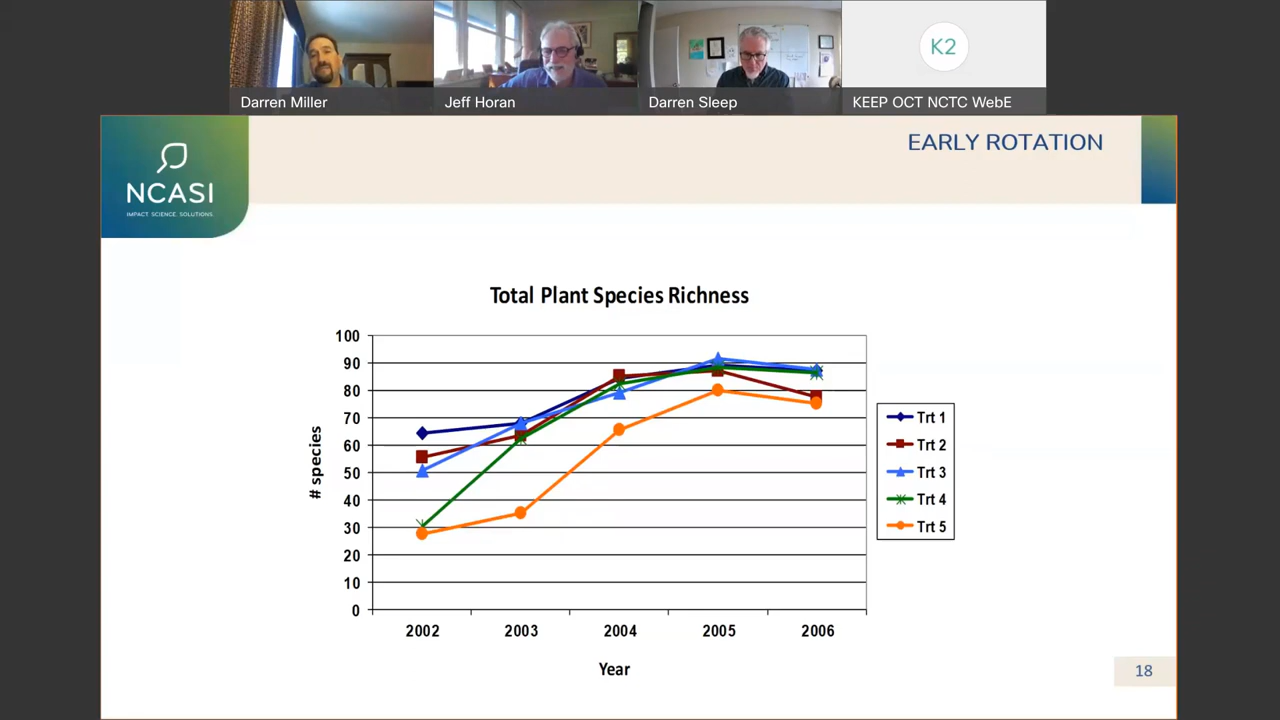 Darren Miller
Jeff Horan
Darren Sleep
K2
KEEP OCT NCTC WebE
NCASI
IMPACT SCIENCE. SOLUTIONS.
EARLY ROTATION
Total Plant Species Richness
# species
100
90
80
70
60
50
40
30
20
10
0
2002 2003 2004 2005 2006
Year
Trt 1
Trt 2
Trt 3
Trt 4
Trt 5
18